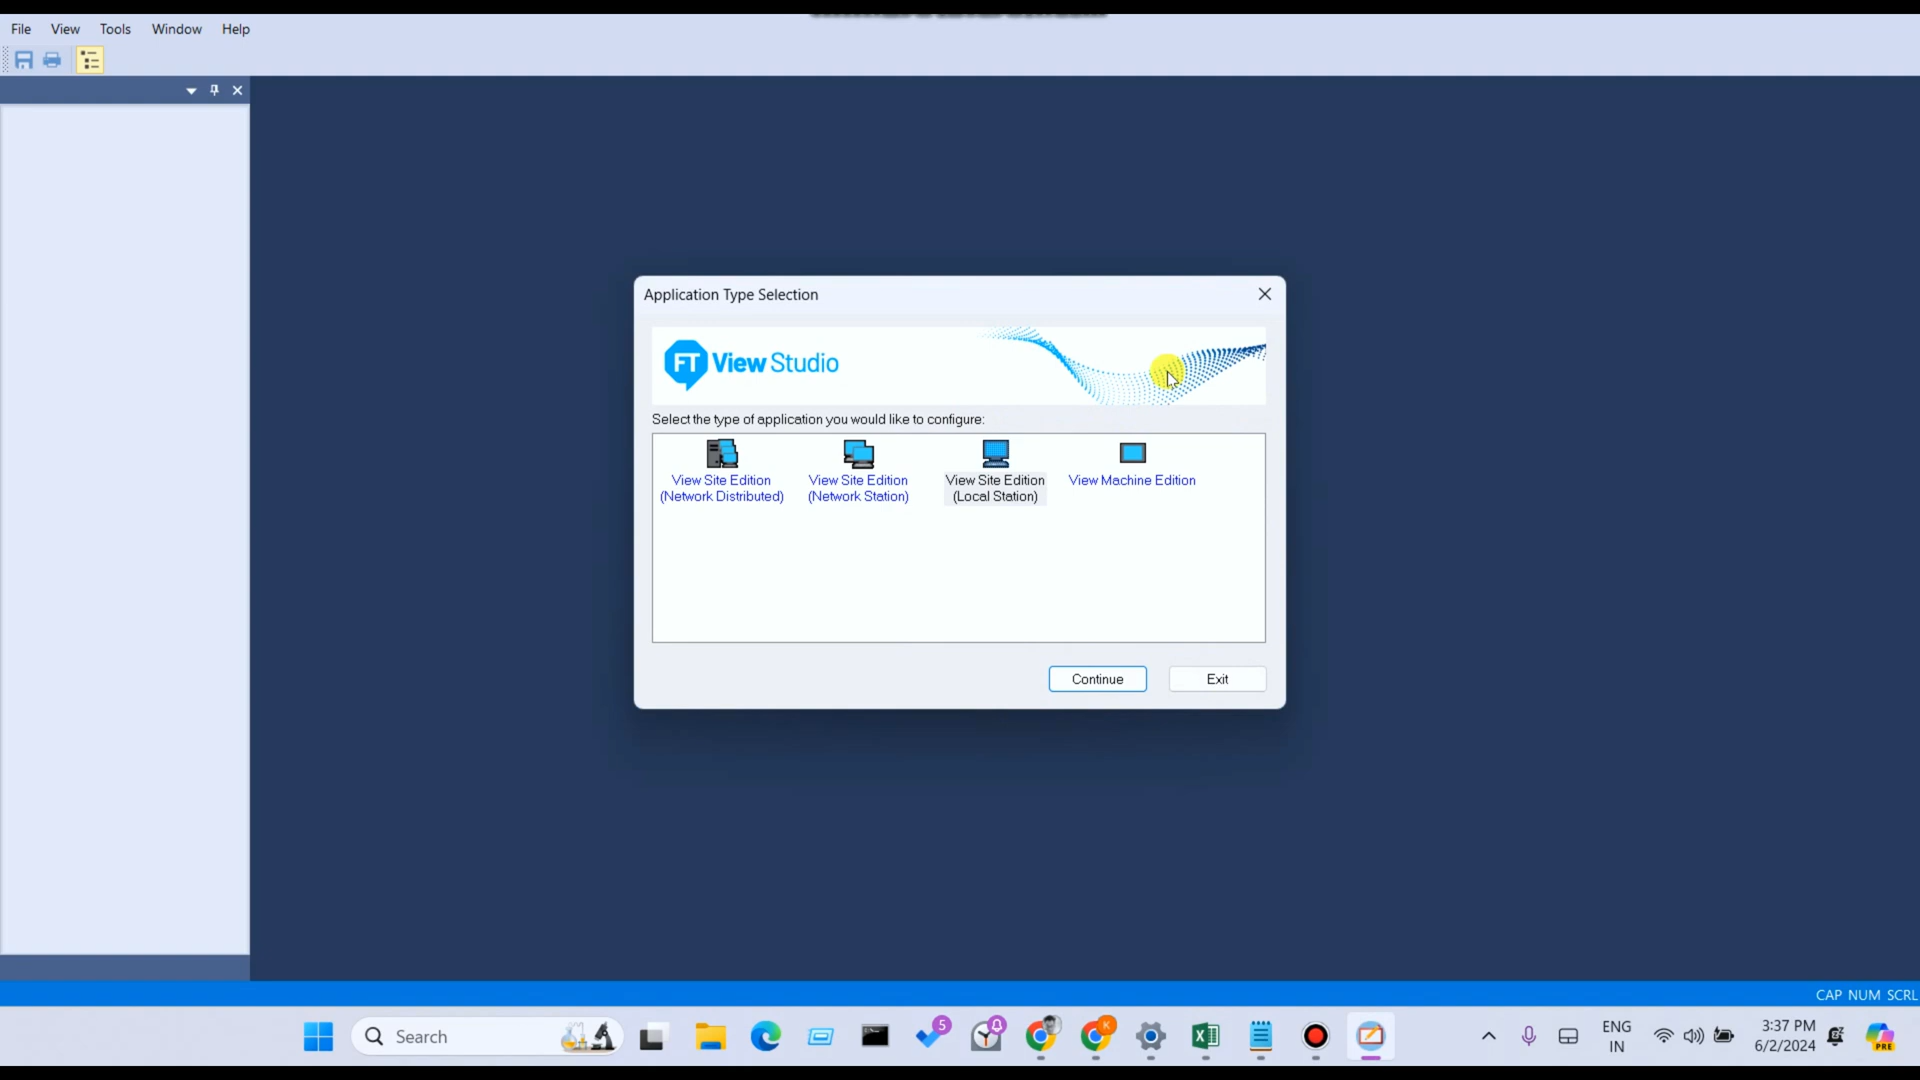 File View Tools Window Help
Application Type Selection
FT View Studio
Select the type of application you would like to configure:
View Site Edition
(Network Distributed)
View Site Edition
(Network Station)
View Site Edition
(Local Station)
View Machine Edition
Continue Exit
CAP NUM SCRL
Search
5
K
ENG
IN
3:37 PM
6/2/2024
PRE